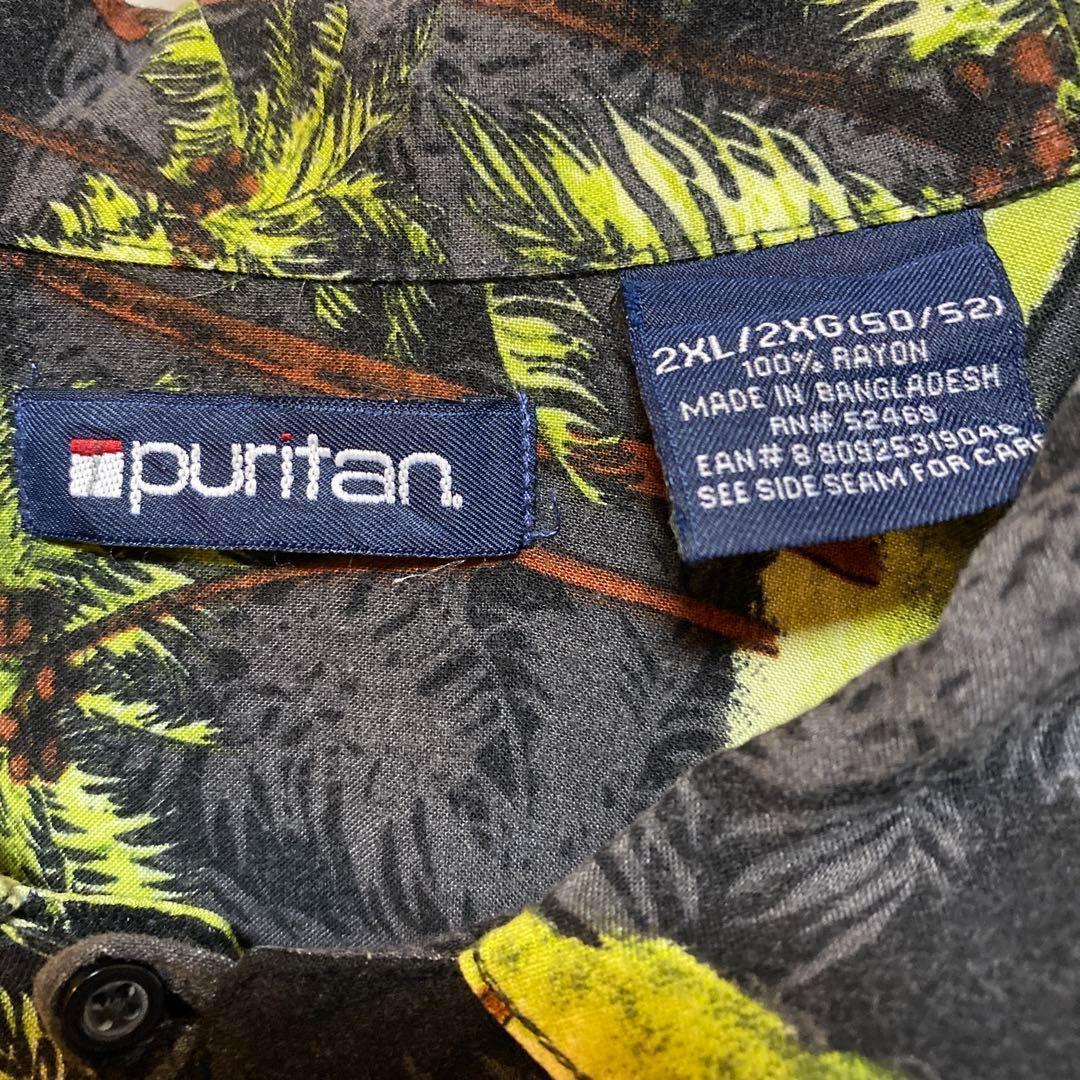 puritan.
2XL/2XG(50/52)
100% RAYON
MADE IN BANGLADESH
RN# 52469
EAN# 8
SEE SIDE SEAM FOR CARE